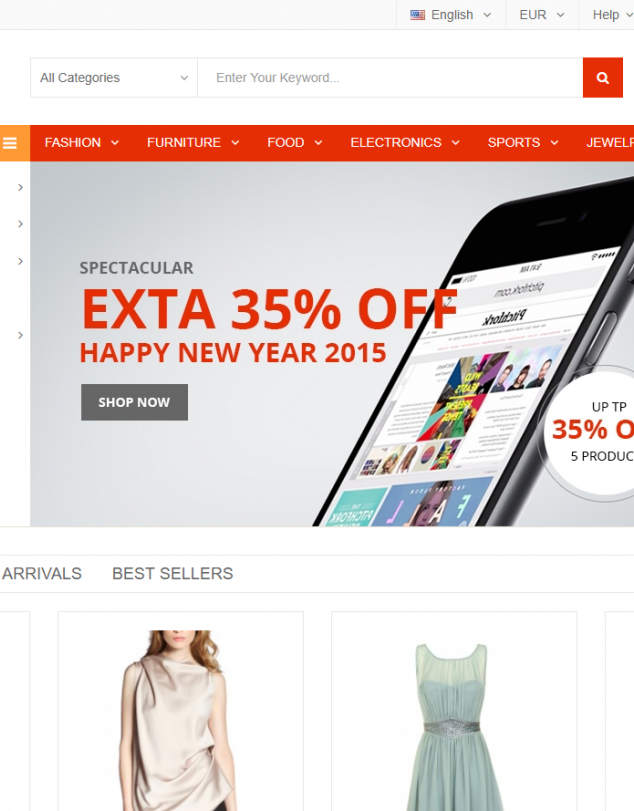 English EUR Help
All Categories Enter Your Keyword...
FASHION FURNITURE FOOD ELECTRONICS SPORTS JEWELR
SPECTACULAR
EXTA 35% OFF
HAPPY NEW YEAR 2015
SHOP NOW
Pitchfork
UP TP
35% O
5 PRODUC
ARRIVALS BEST SELLERS